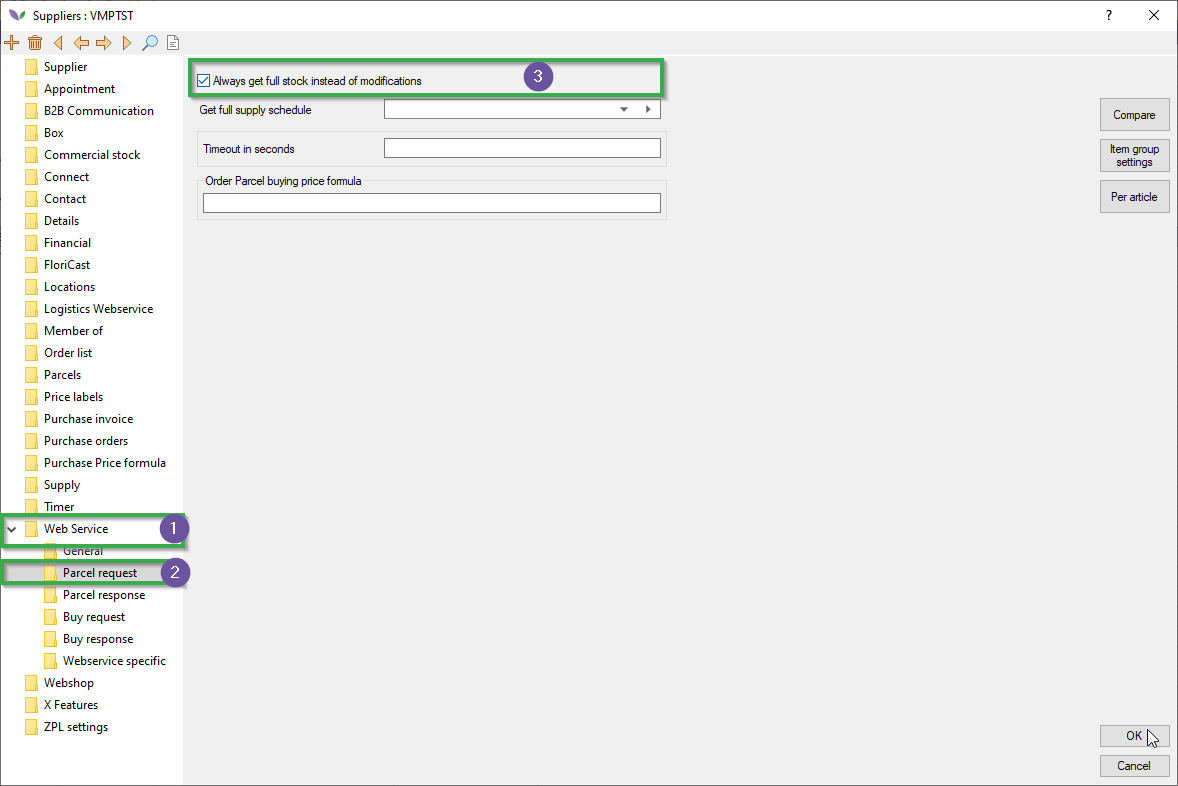 Suppliers : VMPTST
?
Supplier
Appointment
B2B Communication
Box
Commercial stock
Connect
Contact
Details
Financial
FloriCast
Locations
Logistics Webservice
Member of
Order list
Parcels
Price labels
Purchase invoice
Purchase orders
Purchase Price formula
Supply
Timer
Web Service
1
General
Parcel request
2
Parcel response
Buy request
Buy response
Webservice specific
Webshop
X Features
ZPL settings
Always get full stock instead of modifications
3
Get full supply schedule
Timeout in seconds
Order Parcel buying price formula
Compare
Item group
settings
Per article
OK
Cancel